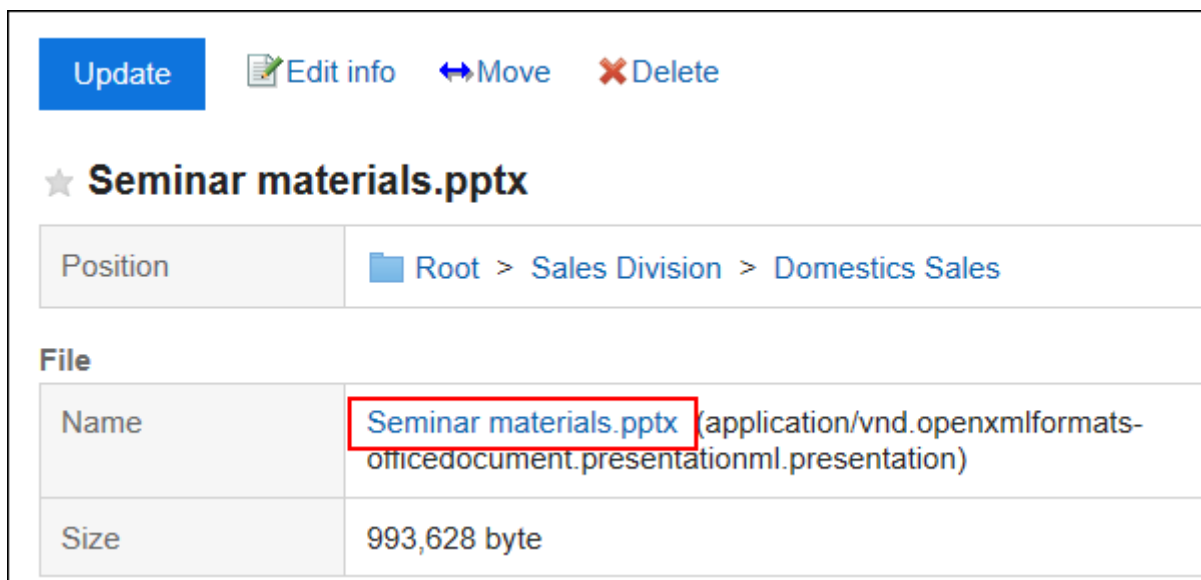 Update Edit info Move Delete
Seminar materials.pptx
Position Root > Sales Division > Domestics Sales
File
Name Seminar materials.pptx (application/vnd.openxmlformats-
officedocument.presentationml.presentation)
Size 993,628 byte